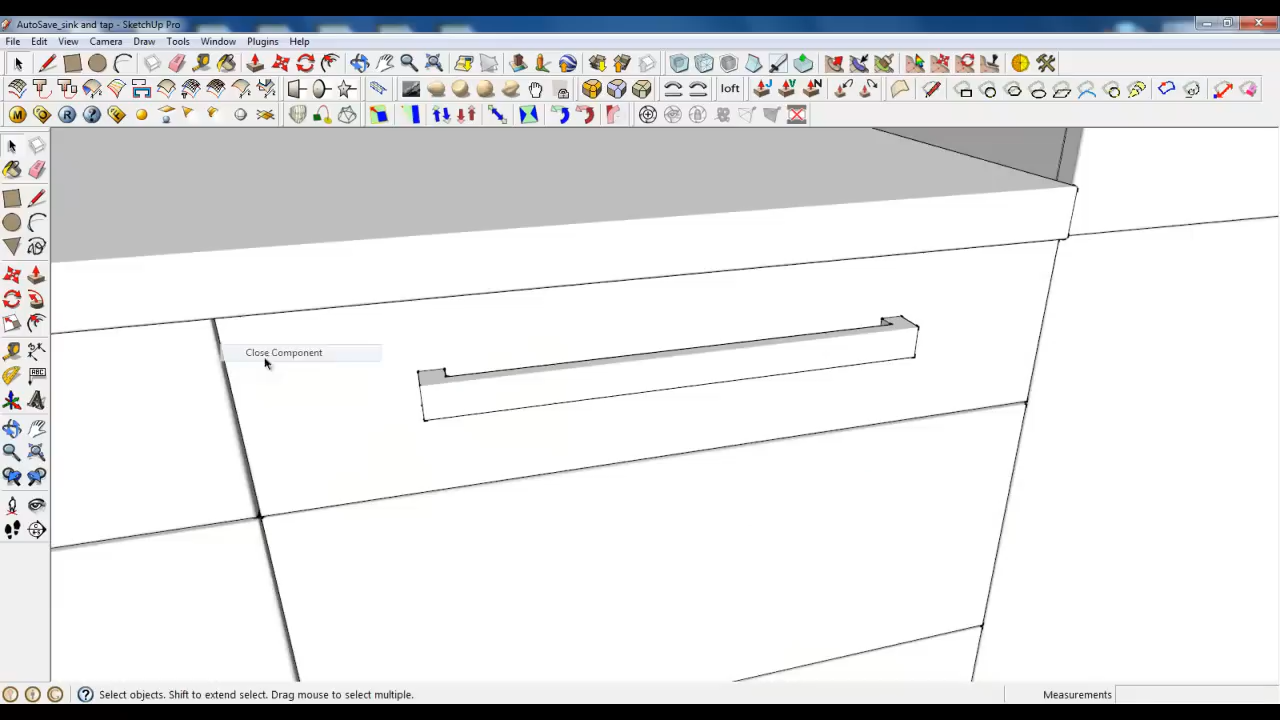 AutoSave_sink and tap - SketchUp Pro
File Edit View Camera Draw Tools Window Plugins Help
loft
M R ?
ABC
Close Component
? Select objects. Shift to extend select. Drag mouse to select multiple. Measurements